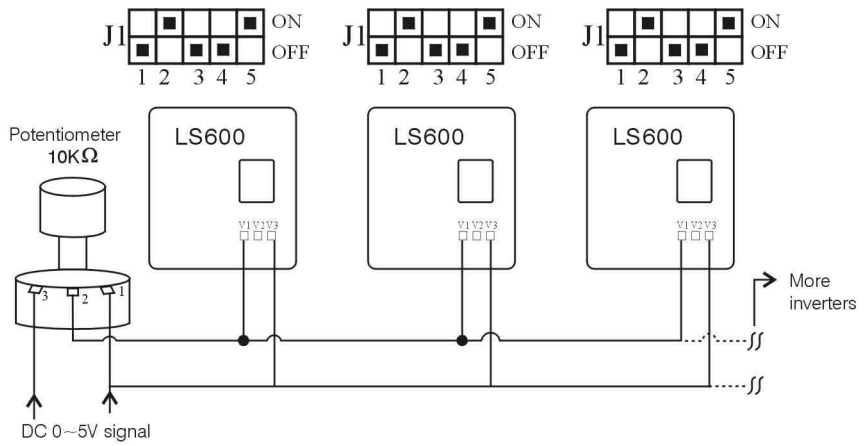 J1 ON
OFF
1 2 3 4 5
J1 ON
OFF
1 2 3 4 5
J1 ON
OFF
1 2 3 4 5
Potentiometer
10KΩ
3 2 1
LS600
V1 V2 V3
LS600
V1 V2 V3
LS600
V1 V2 V3
More
inverters
DC 0~5V signal